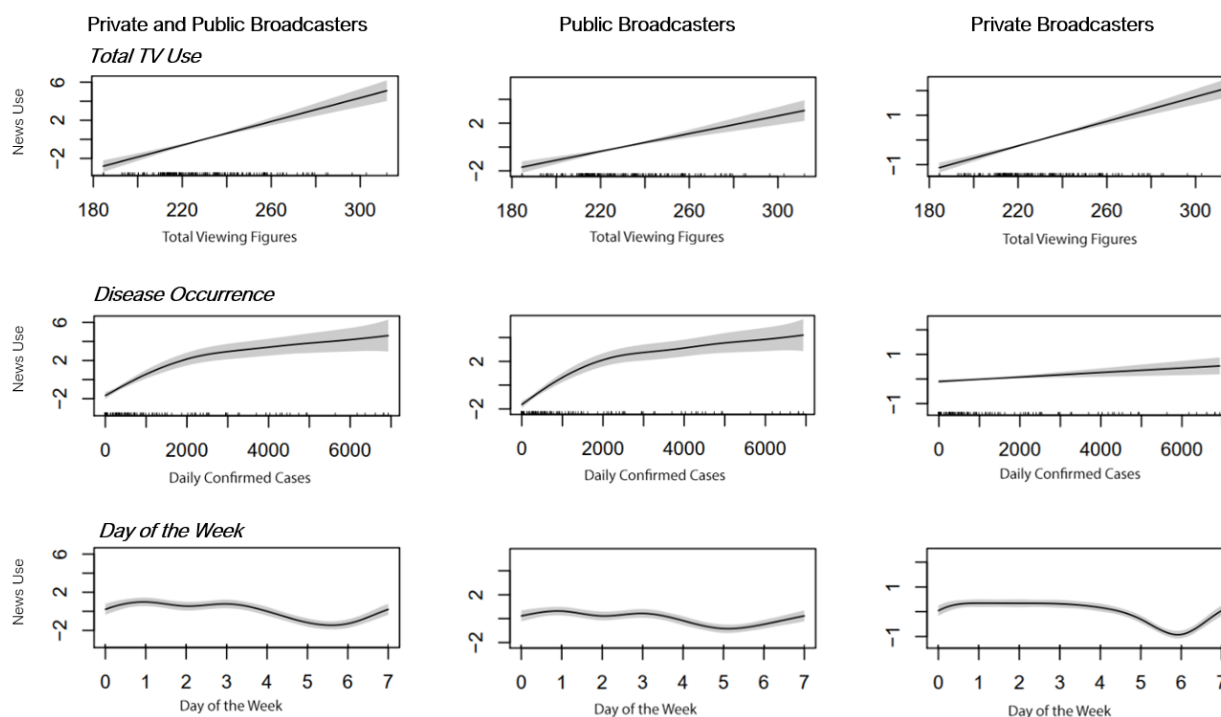 Private and Public Broadcasters Public Broadcasters Private Broadcasters
Total TV Use
News Use
6
2
−2
2
−2
1
−1
180 220 260 300 180 220 260 300 180 220 260 300
Total Viewing Figures Total Viewing Figures Total Viewing Figures
Disease Occurrence
News Use
6
2
−2
2
−2
1
−1
0 2000 4000 6000 0 2000 4000 6000 0 2000 4000 6000
Daily Confirmed Cases Daily Confirmed Cases Daily Confirmed Cases
Day of the Week
News Use
6
2
−2
2
−2
1
−1
0 1 2 3 4 5 6 7 0 1 2 3 4 5 6 7 0 1 2 3 4 5 6 7
Day of the Week Day of the Week Day of the Week